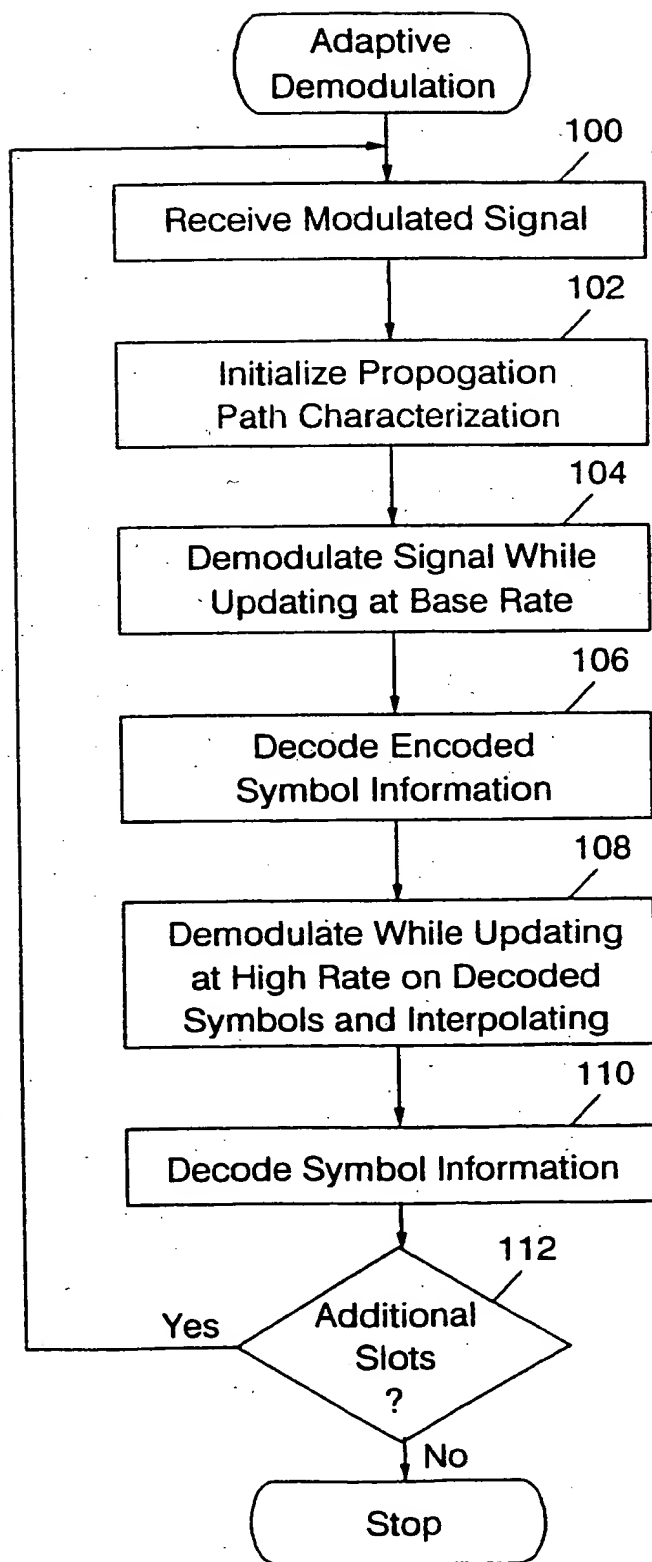 Adaptive
Demodulation
100
Receive Modulated Signal
102
Initialize Propogation
Path Characterization
104
Demodulate Signal While
Updating at Base Rate
106
Decode Encoded
Symbol Information
108
Demodulate While Updating
at High Rate on Decoded
Symbols and Interpolating
110
Decode Symbol Information
112
Yes
Additional
Slots
?
No
Stop